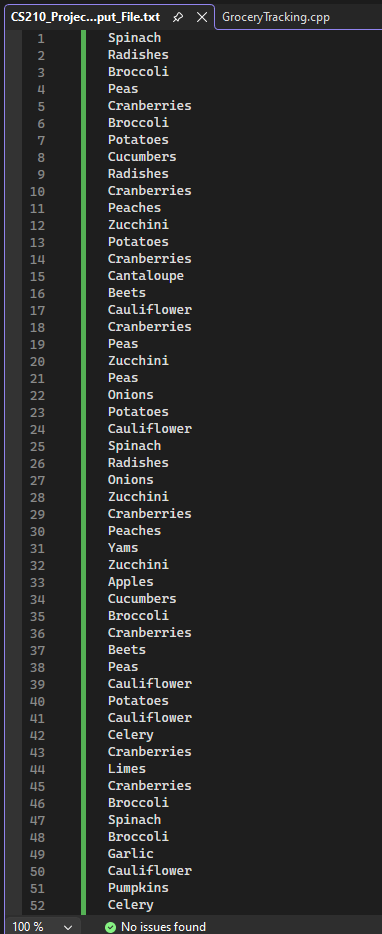 CS210_Projec...put_File.txt GroceryTracking.cpp
1 Spinach
2 Radishes
3 Broccoli
4 Peas
5 Cranberries
6 Broccoli
7 Potatoes
8 Cucumbers
9 Radishes
10 Cranberries
11 Peaches
12 Zucchini
13 Potatoes
14 Cranberries
15 Cantaloupe
16 Beets
17 Cauliflower
18 Cranberries
19 Peas
20 Zucchini
21 Peas
22 Onions
23 Potatoes
24 Cauliflower
25 Spinach
26 Radishes
27 Onions
28 Zucchini
29 Cranberries
30 Peaches
31 Yams
32 Zucchini
33 Apples
34 Cucumbers
35 Broccoli
36 Cranberries
37 Beets
38 Peas
39 Cauliflower
40 Potatoes
41 Cauliflower
42 Celery
43 Cranberries
44 Limes
45 Cranberries
46 Broccoli
47 Spinach
48 Broccoli
49 Garlic
50 Cauliflower
51 Pumpkins
52 Celery
100 % No issues found